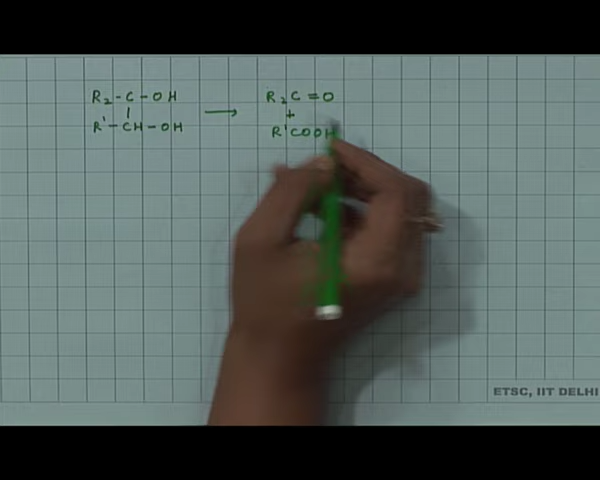 R₂-C-OH
R'-CH-OH
→
R₂C=O
+
R'COOH
ETSC, IIT DELHI